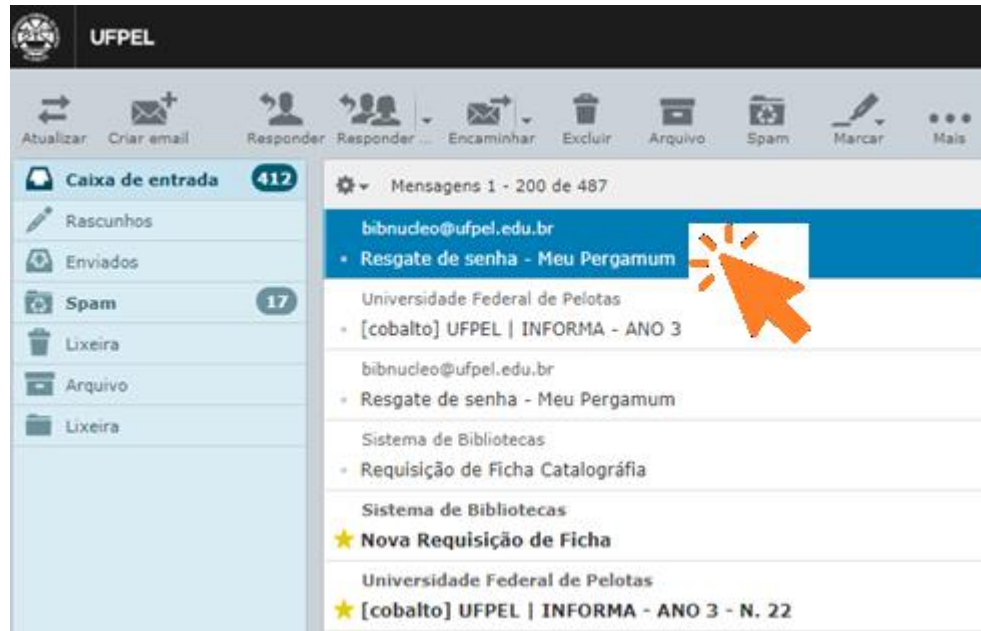 UFPEL
Atualizar Criar email Responder Responder ... Encaminhar Excluir Arquivo Spam Marcar Mais
Caixa de entrada 412
Rascunhos
Enviados
Spam 17
Lixeira
Arquivo
Lixeira
Mensagens 1 - 200 de 487
bibnucleo@ufpel.edu.br
Resgate de senha - Meu Pergamum
Universidade Federal de Pelotas
[cobalto] UFPEL | INFORMA - ANO 3
bibnucleo@ufpel.edu.br
Resgate de senha - Meu Pergamum
Sistema de Bibliotecas
Requisição de Ficha Catalográfia
Sistema de Bibliotecas
Nova Requisição de Ficha
Universidade Federal de Pelotas
[cobalto] UFPEL | INFORMA - ANO 3 - N. 22